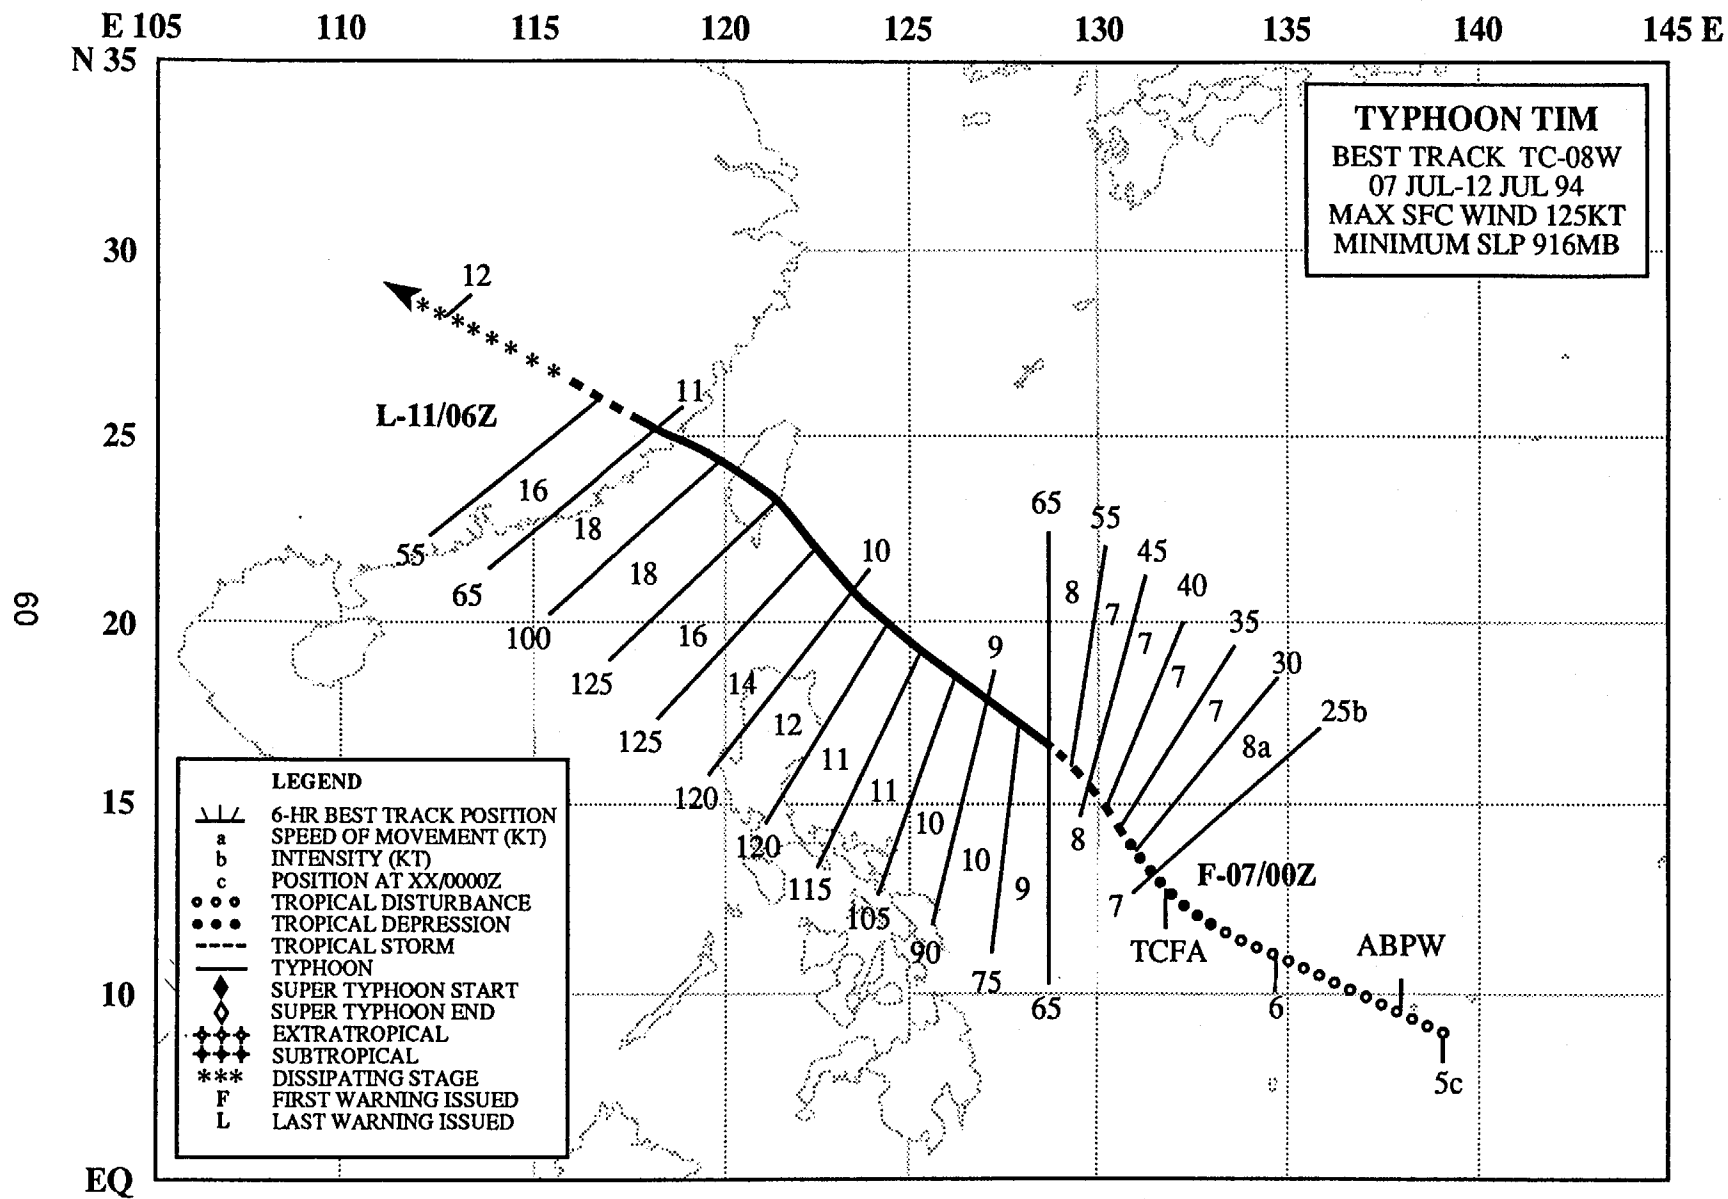 E 105 110 115 120 125 130 135 140 145 E
N 35
TYPHOON TIM
BEST TRACK TC-08W
07 JUL-12 JUL 94
MAX SFC WIND 125KT
MINIMUM SLP 916MB
30
12
11
L-11/06Z
25
16
65
55
18
10
45
55
8
18
40
65
7
60
20
100
16
7
35
9
7
30
125
14
7
25b
12
125
8a
11
LEGEND
120
11
15
6-HR BEST TRACK POSITION
10
a SPEED OF MOVEMENT (KT)
8
120
b INTENSITY (KT)
10
c POSITION AT XX/0000Z
115
9
F-07/00Z
TROPICAL DISTURBANCE
7
105
TROPICAL DEPRESSION
TROPICAL STORM
90
TCFA
ABPW
TYPHOON
75
SUPER TYPHOON START
10
65
6
SUPER TYPHOON END
EXTRATROPICAL
SUBTROPICAL
DISSIPATING STAGE
5c
F FIRST WARNING ISSUED
L LAST WARNING ISSUED
EQ